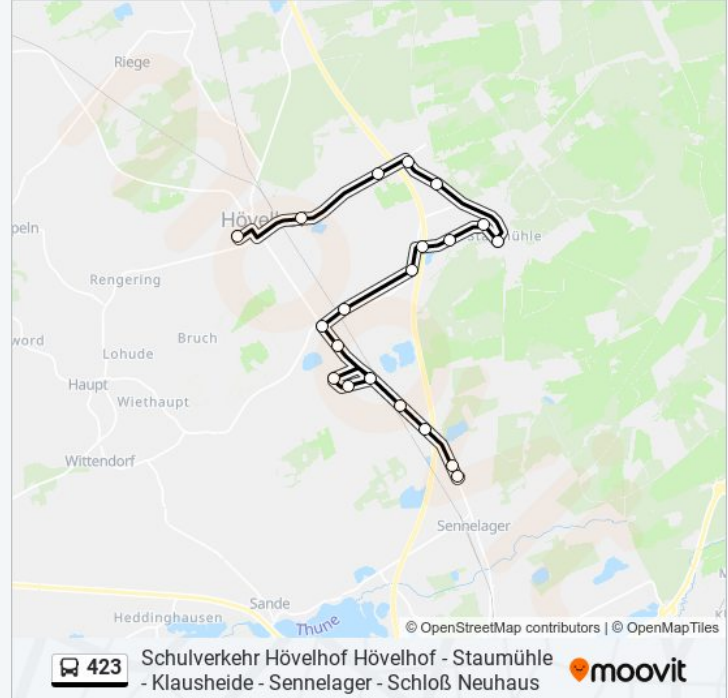 Riege
Hövel
peln
Staumühle
Rengering
word
Bruch
Lohude
Haupt
Wiethaupt
Wittendorf
Sennelager
Sande
Heddinghausen
Thune
© OpenStreetMap contributors | © OpenMapTiles
423
Schulverkehr Hövelhof Hövelhof - Staumühle
- Klausheide - Sennelager - Schloß Neuhaus
moovit